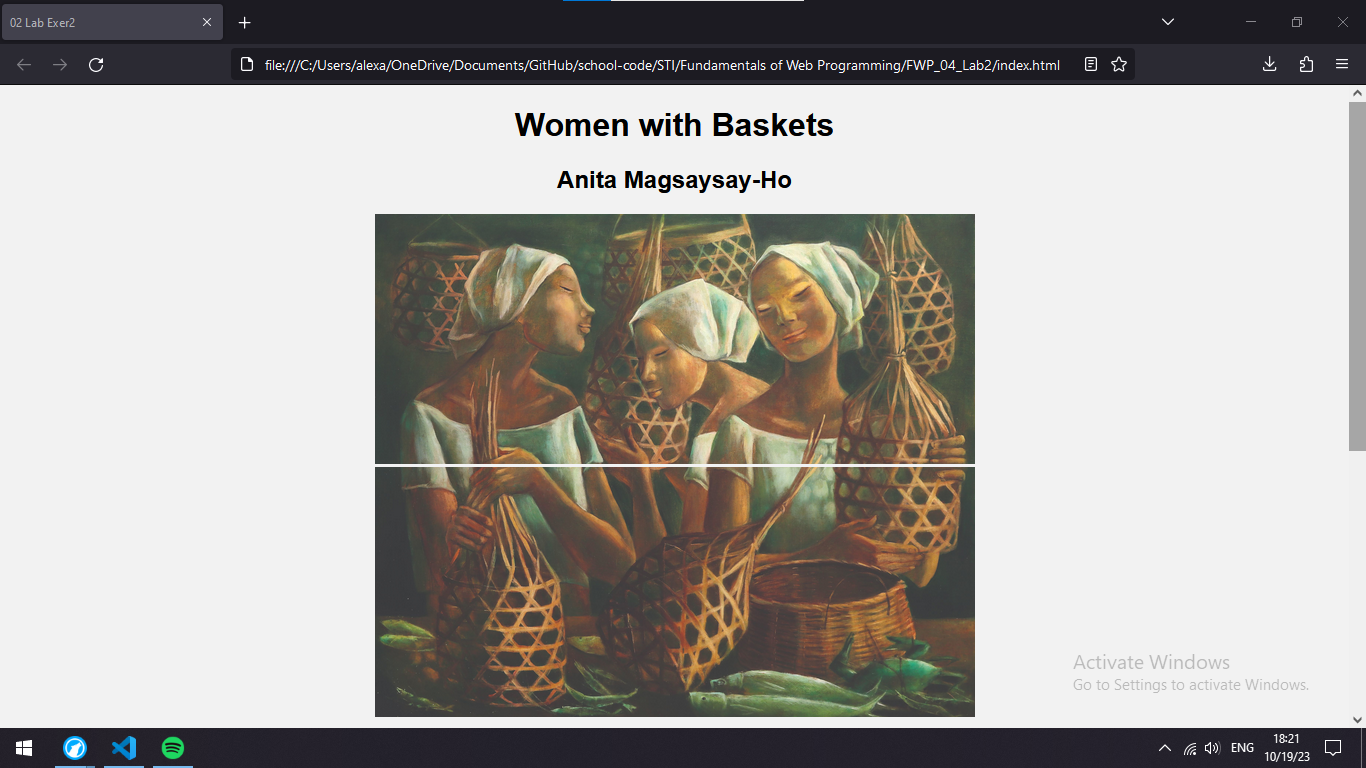 02 Lab Exer2
file:///C:/Users/alexa/OneDrive/Documents/GitHub/school-code/STI/Fundamentals of Web Programming/FWP_04_Lab2/index.html
Women with Baskets
Anita Magsaysay-Ho
Activate Windows
Go to Settings to activate Windows.
ENG
18:21
10/19/23